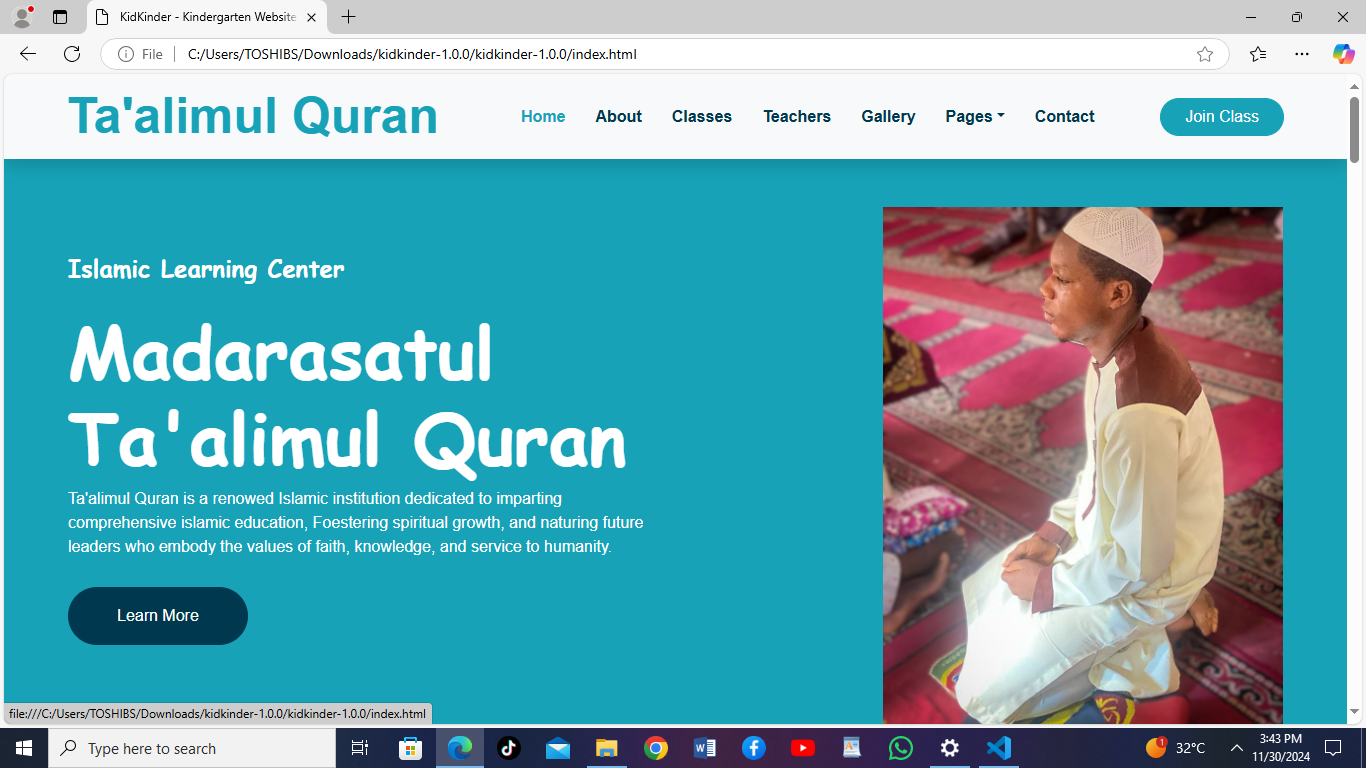 KidKinder - Kindergarten Website
File
C:/Users/TOSHIBS/Downloads/kidkinder-1.0.0/kidkinder-1.0.0/index.html
Ta'alimul Quran
Home About Classes Teachers Gallery Pages Contact
Join Class
Islamic Learning Center
Madarasatul
Ta'alimul Quran
Ta'alimul Quran is a renowed Islamic institution dedicated to imparting
comprehensive islamic education, Foestering spiritual growth, and naturing future
leaders who embody the values of faith, knowledge, and service to humanity.
Learn More
file:///C:/Users/TOSHIBS/Downloads/kidkinder-1.0.0/kidkinder-1.0.0/index.html
Type here to search
1
32°C
3:43 PM
11/30/2024